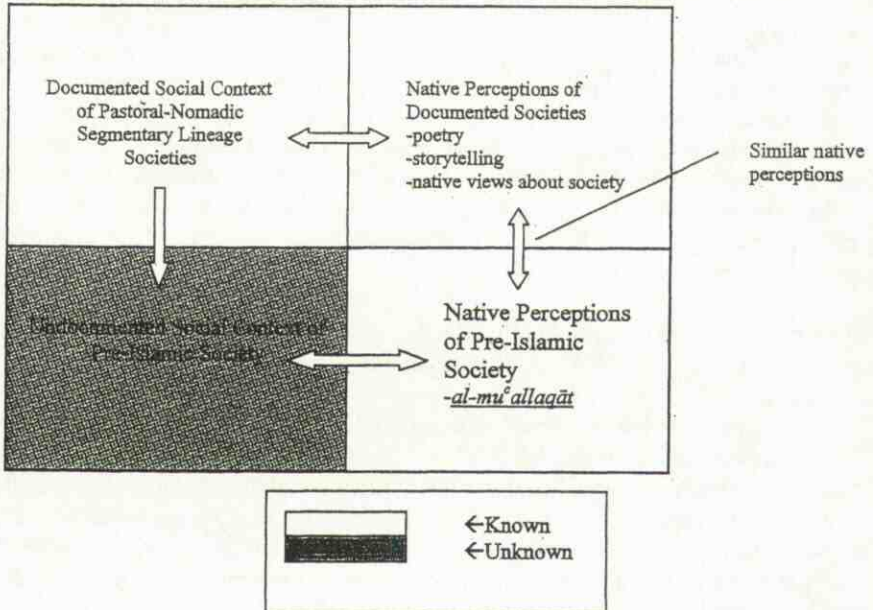 Documented Social Context
of Pastoral-Nomadic
Segmentary Lineage
Societies
Native Perceptions of
Documented Societies
-poetry
-storytelling
-native views about society
Similar native
perceptions
Undocumented Social Context of
Pre-Islamic Society
Native Perceptions
of Pre-Islamic
Society
-al-muᶜallaqāt
←Known
←Unknown